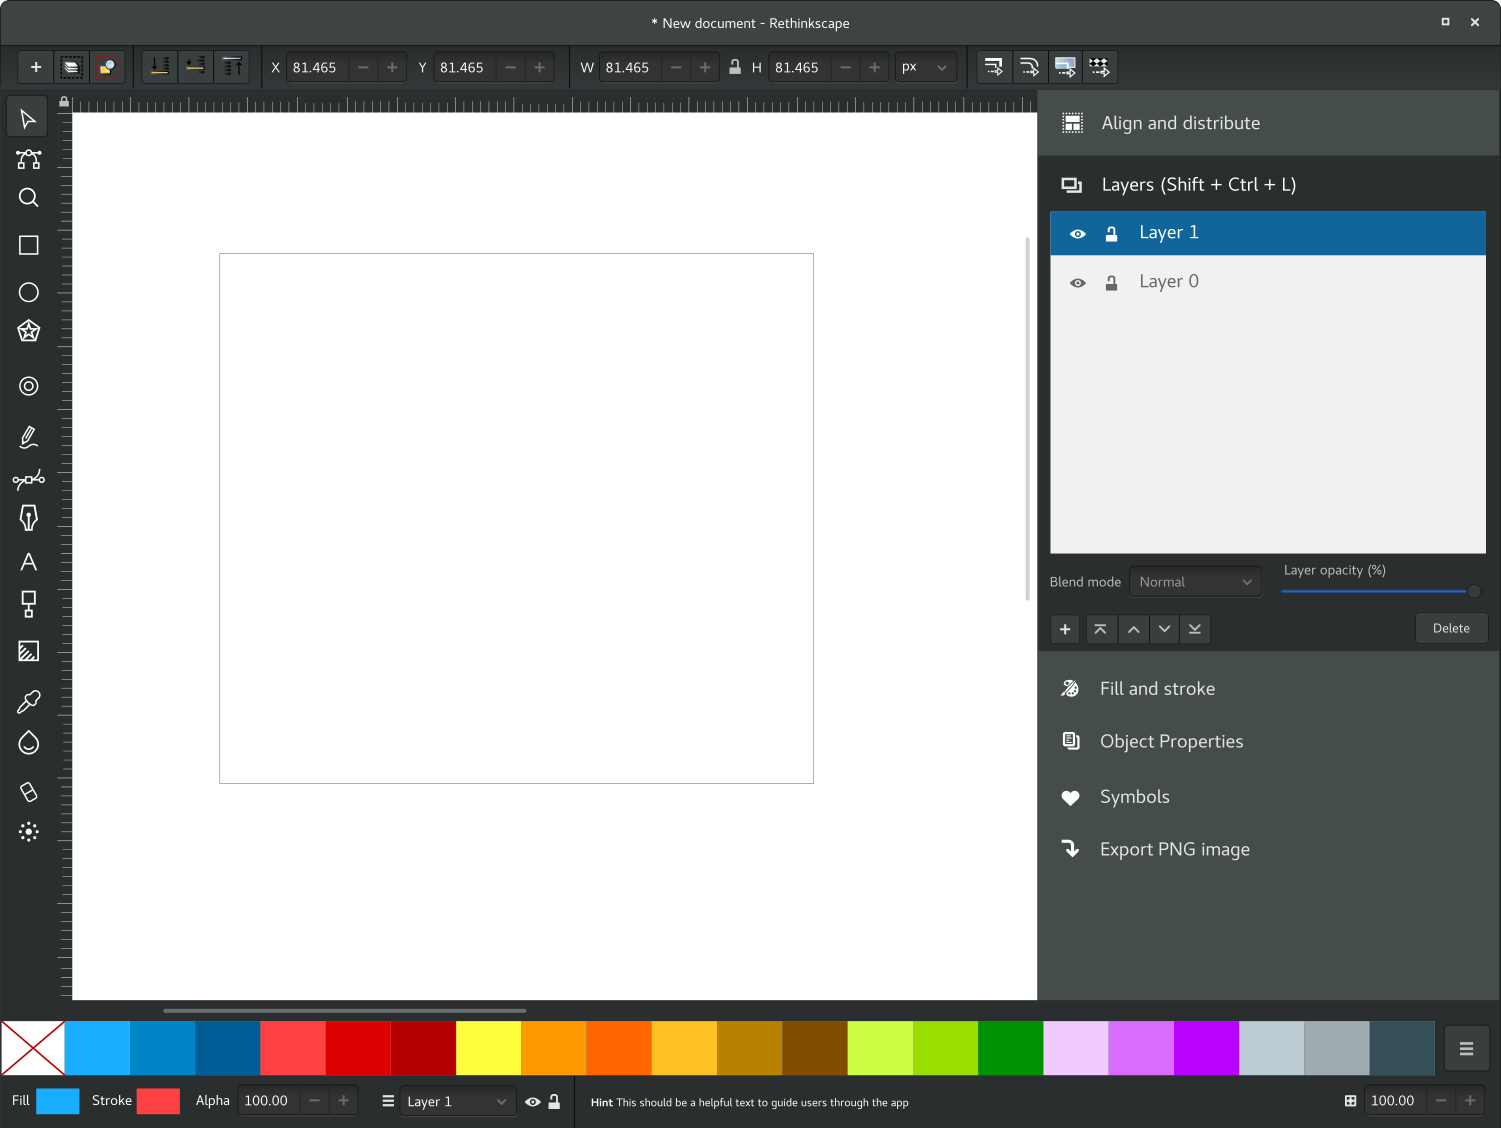 * New document - Rethinkscape
X 81.465 Y 81.465 W 81.465 H 81.465 px
Align and distribute
Layers (Shift + Ctrl + L)
Layer 1
Layer 0
Blend mode Normal Layer opacity (%)
Delete
Fill and stroke
Object Properties
Symbols
Export PNG image
Fill Stroke Alpha 100.00 Layer 1 Hint This should be a helpful text to guide users through the app 100.00